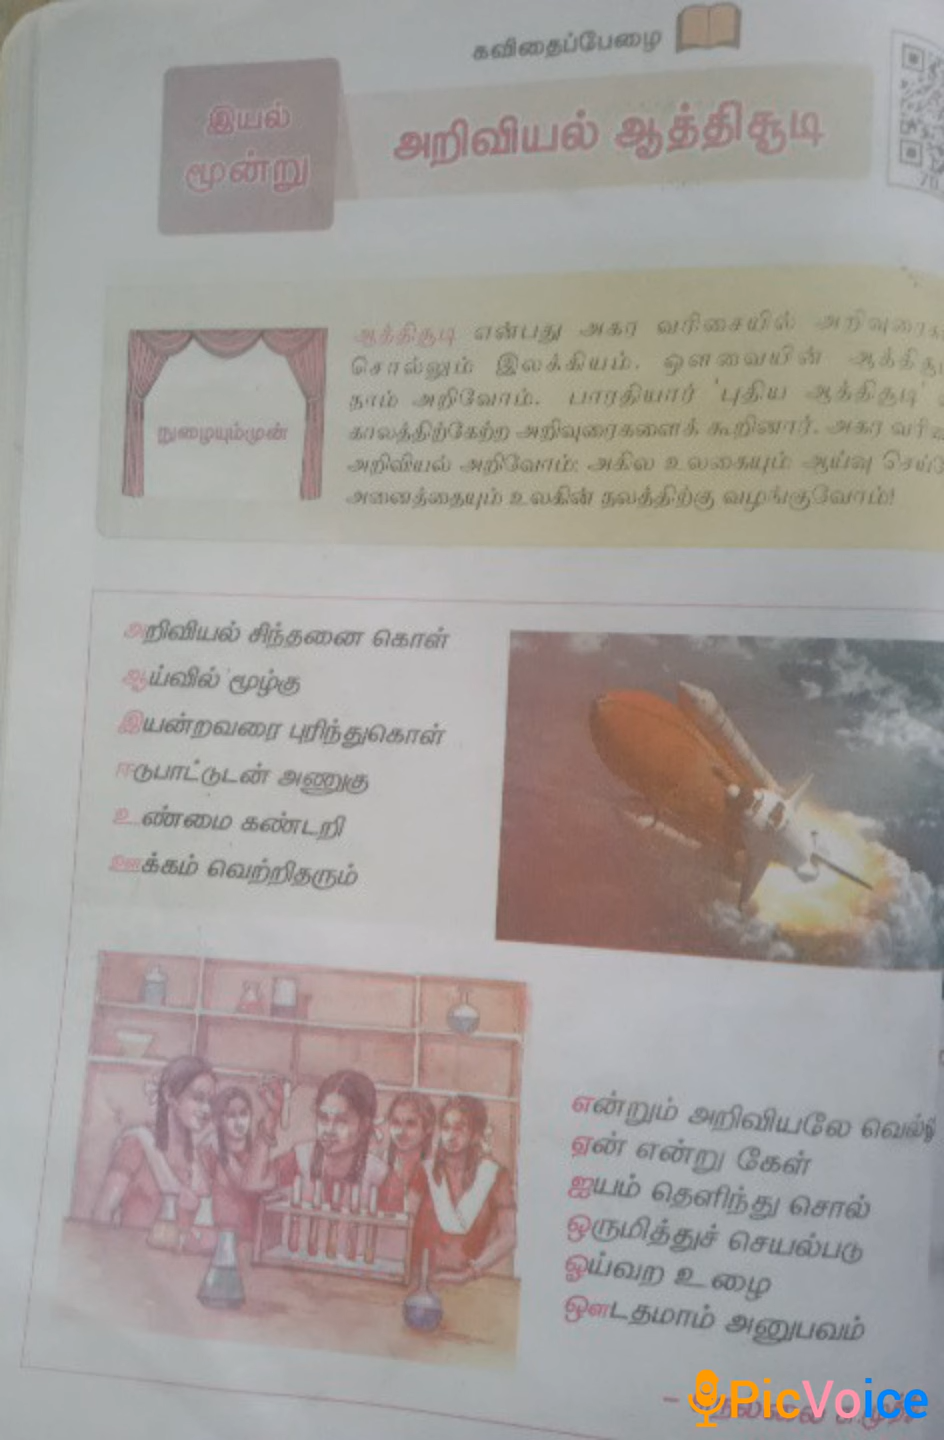 கவிதைப்பேழை
இயல்
மூன்று
அறிவியல் ஆத்திசூடி
நுழையும்முன்
ஆத்திசூடி என்பது அகர வரிசையில்
சொல்லும் இலக்கியம். ஔவையின்
நாம் அறிவோம். பாரதியார் 'புதிய ஆத்திசூடி'
காலத்திற்கேற்ற அறிவுரைகளைக் கூறினார். அகர
அறிவியல் அறிவோம்; அகில உலகையும் ஆய்வு
அனைத்தையும் உலகின் நலத்திற்கு வழங்குவோம்!
அறிவியல் சிந்தனை கொள்
ஆய்வில் மூழ்கு
இயன்றவரை புரிந்துகொள்
ஈடுபாட்டுடன் அணுகு
உண்மை கண்டறி
ஊக்கம் வெற்றிதரும்
என்றும் அறிவியலே
ஏன் என்று கேள்
ஐயம் தெளிந்து சொல்
ஒருமித்துச் செயல்படு
ஓய்வற உழை
ஔடதமாம் அனுபவம்
PicVoice